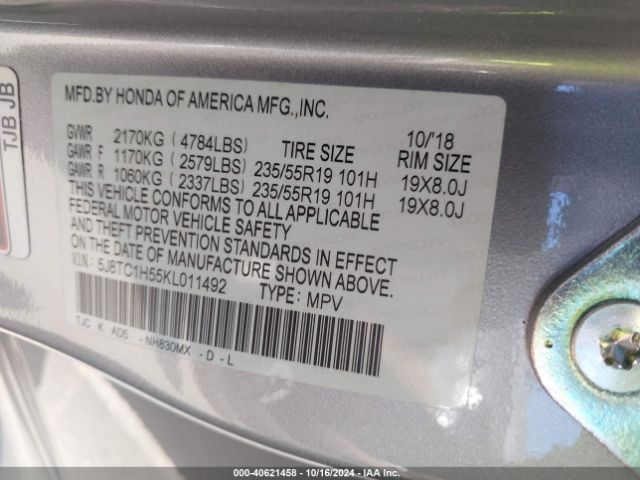 TJB JB
MFD.BY HONDA OF AMERICA MFG.,INC.
10/'18
GVWR 2170KG ( 4784LBS) TIRE SIZE RIM SIZE
GAWR F 1170KG ( 2579LBS) 235/55R19 101H 19X8.0J
GAWR R 1060KG ( 2337LBS) 235/55R19 101H 19X8.0J
THIS VEHICLE CONFORMS TO ALL APPLICABLE
FEDERAL MOTOR VEHICLE SAFETY
AND THEFT PREVENTION STANDARDS IN EFFECT
ON THE DATE OF MANUFACTURE SHOWN ABOVE.
V.I.N: 5J8TC1H55KL011492 TYPE: MPV
TJC K AD5 -NH830MX -D-L
000-40621458 - 10/16/2024 - IAA Inc.